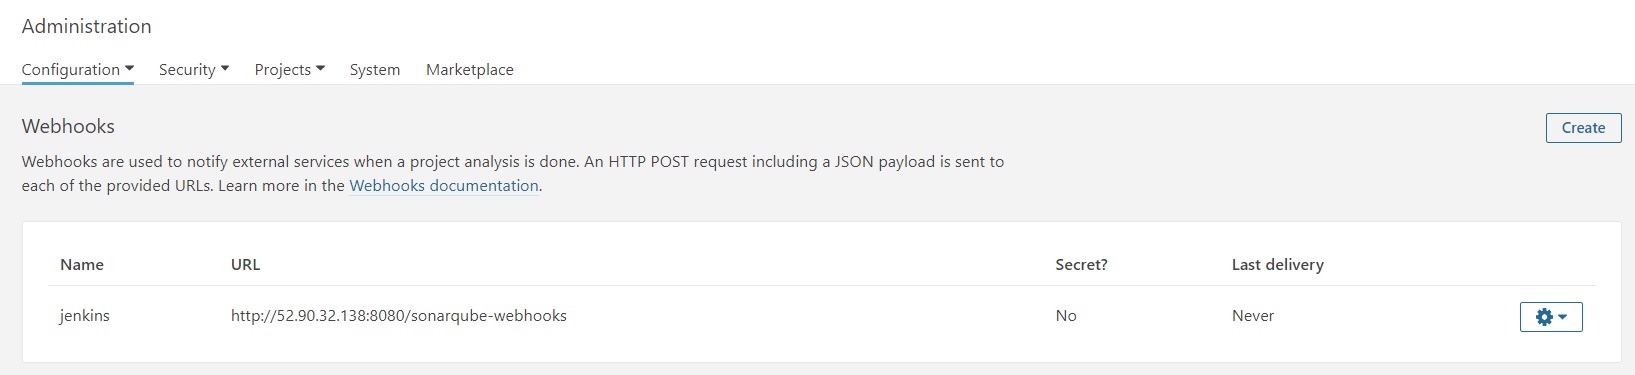 Administration
Configuration Security Projects System Marketplace
Webhooks
Create
Webhooks are used to notify external services when a project analysis is done. An HTTP POST request including a JSON payload is sent to
each of the provided URLs. Learn more in the Webhooks documentation.
Name URL Secret? Last delivery
jenkins http://52.90.32.138:8080/sonarqube-webhooks No Never